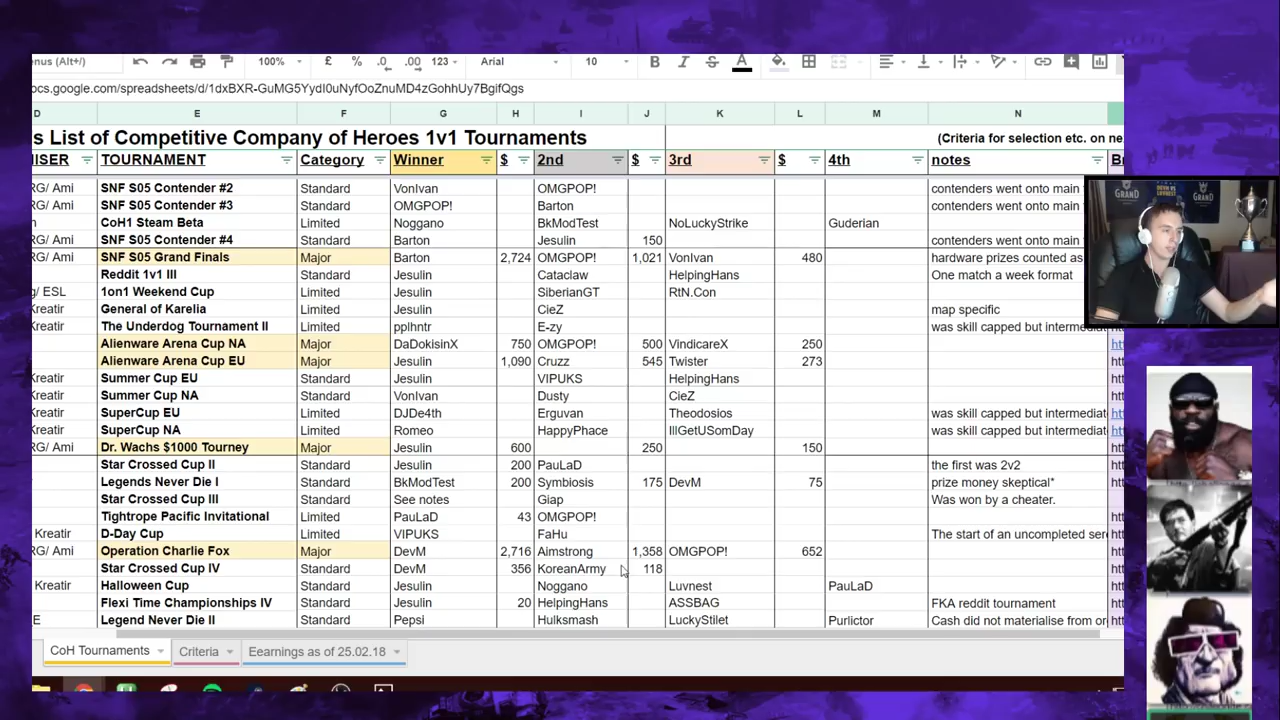 enus (Alt+/) 100% £ % .0 .00 123 Arial 10 B I S A
ocs.google.com/spreadsheets/d/1dxBXR-GuMG5YydI0uNyfOoZnuMD4zGohhUy7BgifQgs
D E F G H I J K L M N
s List of Competitive Company of Heroes 1v1 Tournaments (Criteria for selection etc. on ne
ISER TOURNAMENT Category Winner $ 2nd $ 3rd $ 4th notes Br
RG/ Ami SNF S05 Contender #2 Standard VonIvan OMGPOP! contenders went onto main
SNF S05 Contender #3 Standard OMGPOP! Barton contenders went onto main
n CoH1 Steam Beta Limited Noggano BkModTest NoLuckyStrike Guderian
RG/ Ami SNF S05 Contender #4 Standard Barton Jesulin 150 contenders went onto main
RG/ Ami SNF S05 Grand Finals Major Barton 2,724 OMGPOP! 1,021 VonIvan 480 hardware prizes counted as
Reddit 1v1 III Limited Jesulin Cataclaw HelpingHans One match a week format
g/ ESL 1on1 Weekend Cup Limited Jesulin SiberianGT RtN.Con
Kreatir General of Karelia Limited Jesulin CieZ map specific
Kreatir The Underdog Tournament II Limited pplhntr E-zy was skill capped but intermediat
Alienware Arena Cup NA Major DaDokisinX 750 OMGPOP! 500 VindicareX 250 htt
Alienware Arena Cup EU Major Jesulin 1,090 Cruzz 545 Twister 273 htt
Kreatir Summer Cup EU Standard Jesulin VIPUKS HelpingHans htt
Summer Cup NA Standard VonIvan Dusty CieZ htt
Kreatir SuperCup EU Limited DJDe4th Erguvan Theodosios was skill capped but intermediat htt
Kreatir SuperCup NA Limited Romeo HappyPhace IllGetUSomDay was skill capped but intermediat htt
RG/ Ami Dr. Wachs $1000 Tourney Major Jesulin 600 250 150 htt
Star Crossed Cup II Standard Jesulin 200 PauLaD the first was 2v2 htt
Legends Never Die I Standard BkModTest 200 Symbiosis 175 DevM 75 prize money skeptical* htt
Star Crossed Cup III Standard See notes Giap Was won by a cheater.
Tightrope Pacific Invitational Limited PauLaD 43 OMGPOP! htt
Kreatir D-Day Cup Limited VIPUKS FaHu The start of an uncompleted seri htt
RG/ Ami Operation Charlie Fox Major DevM 2,716 Aimstrong 1,358 OMGPOP! 652 htt
Star Crossed Cup IV Standard DevM 356 KoreanArmy 118 htt
Kreatir Halloween Cup Standard Jesulin Noggano Luvnest PauLaD htt
Flexi Time Championships IV Standard Jesulin 20 HelpingHans ASSBAG FKA reddit tournament htt
E Legend Never Die II Standard Pepsi Hulksmash LuckyStilet Purlictor Cash did not materialise from or htt
CoH Tournaments Criteria Eearnings as of 25.02.18